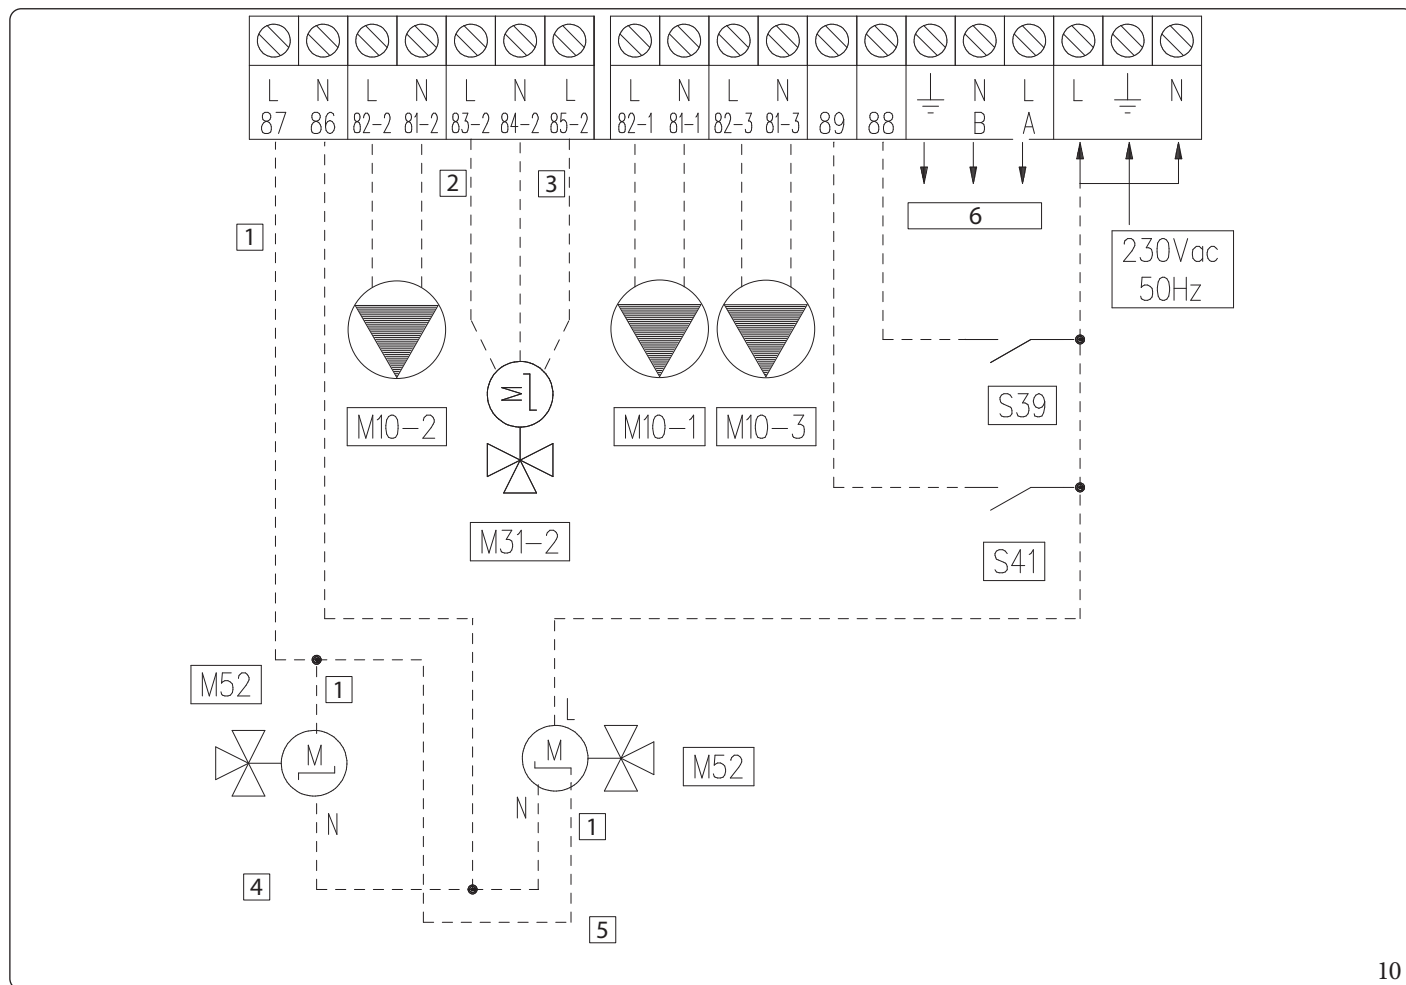 L N L N L N L L N L N N L L N
87 86 82-2 81-2 83-2 84-2 85-2 82-1 81-1 82-3 81-3 89 88 B A
2 3
6
1
230Vac
50Hz
S39
M10-2 M10-1 M10-3
M
M31-2
S41
M52
1
L
M M
M52
N N
1
4
5
10